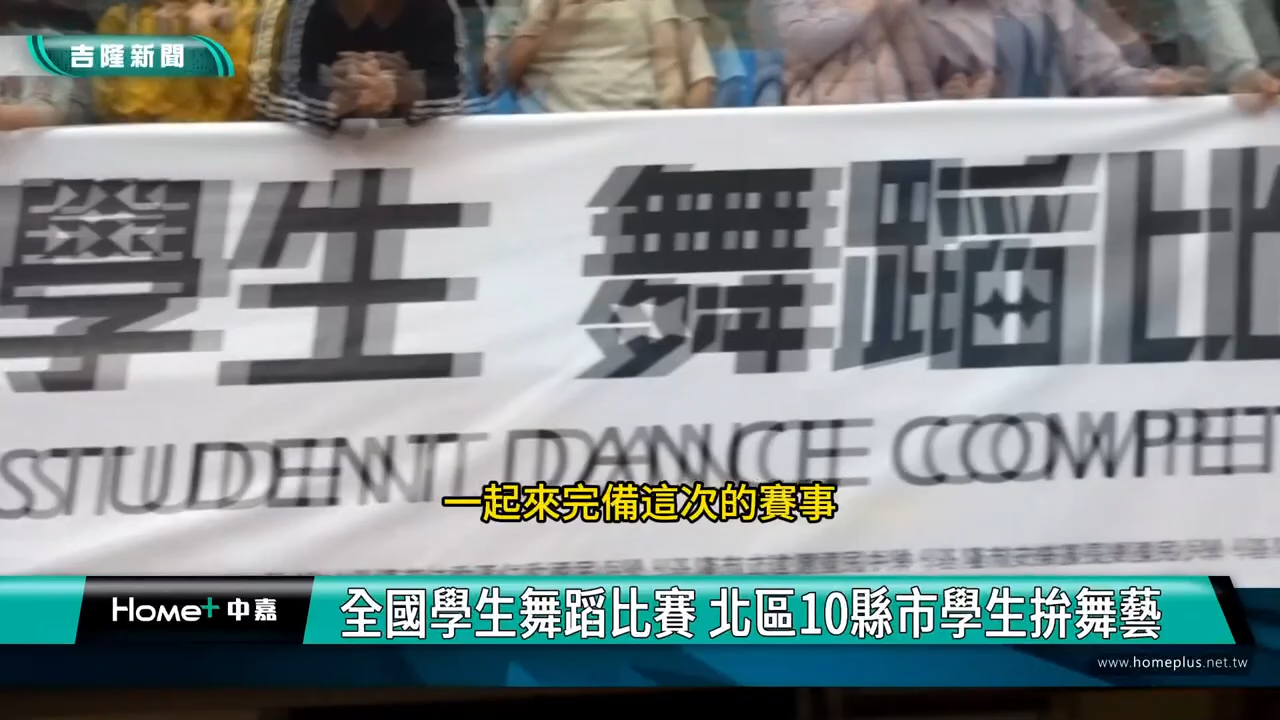 吉隆新聞
學生 舞蹈比
STUDENT DANCE COMPET
一起來完備這次的賽事
Home+中嘉
全國學生舞蹈比賽 北區10縣市學生拚舞藝
www.homeplus.net.tw